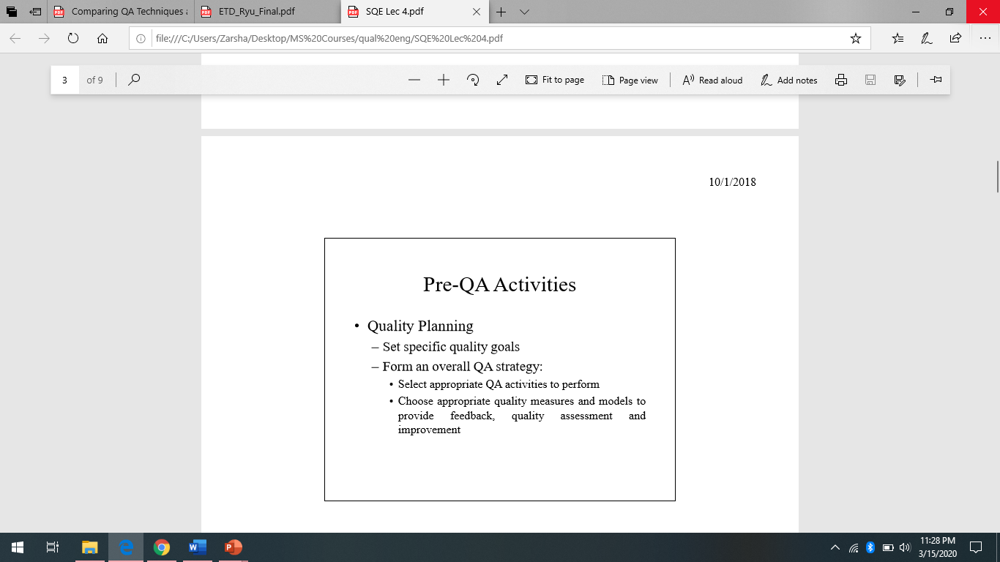 Comparing QA Techniques
ETD_Ryu_Final.pdf
SQE Lec 4.pdf
file:///C:/Users/Zarsha/Desktop/MS%20Courses/qual%20eng/SQE%20Lec%204.pdf
3 of 9
Fit to page
Page view
Read aloud
Add notes
10/1/2018
Pre-QA Activities
• Quality Planning
– Set specific quality goals
– Form an overall QA strategy:
• Select appropriate QA activities to perform
• Choose appropriate quality measures and models to
provide feedback, quality assessment and
improvement
11:28 PM
3/15/2020